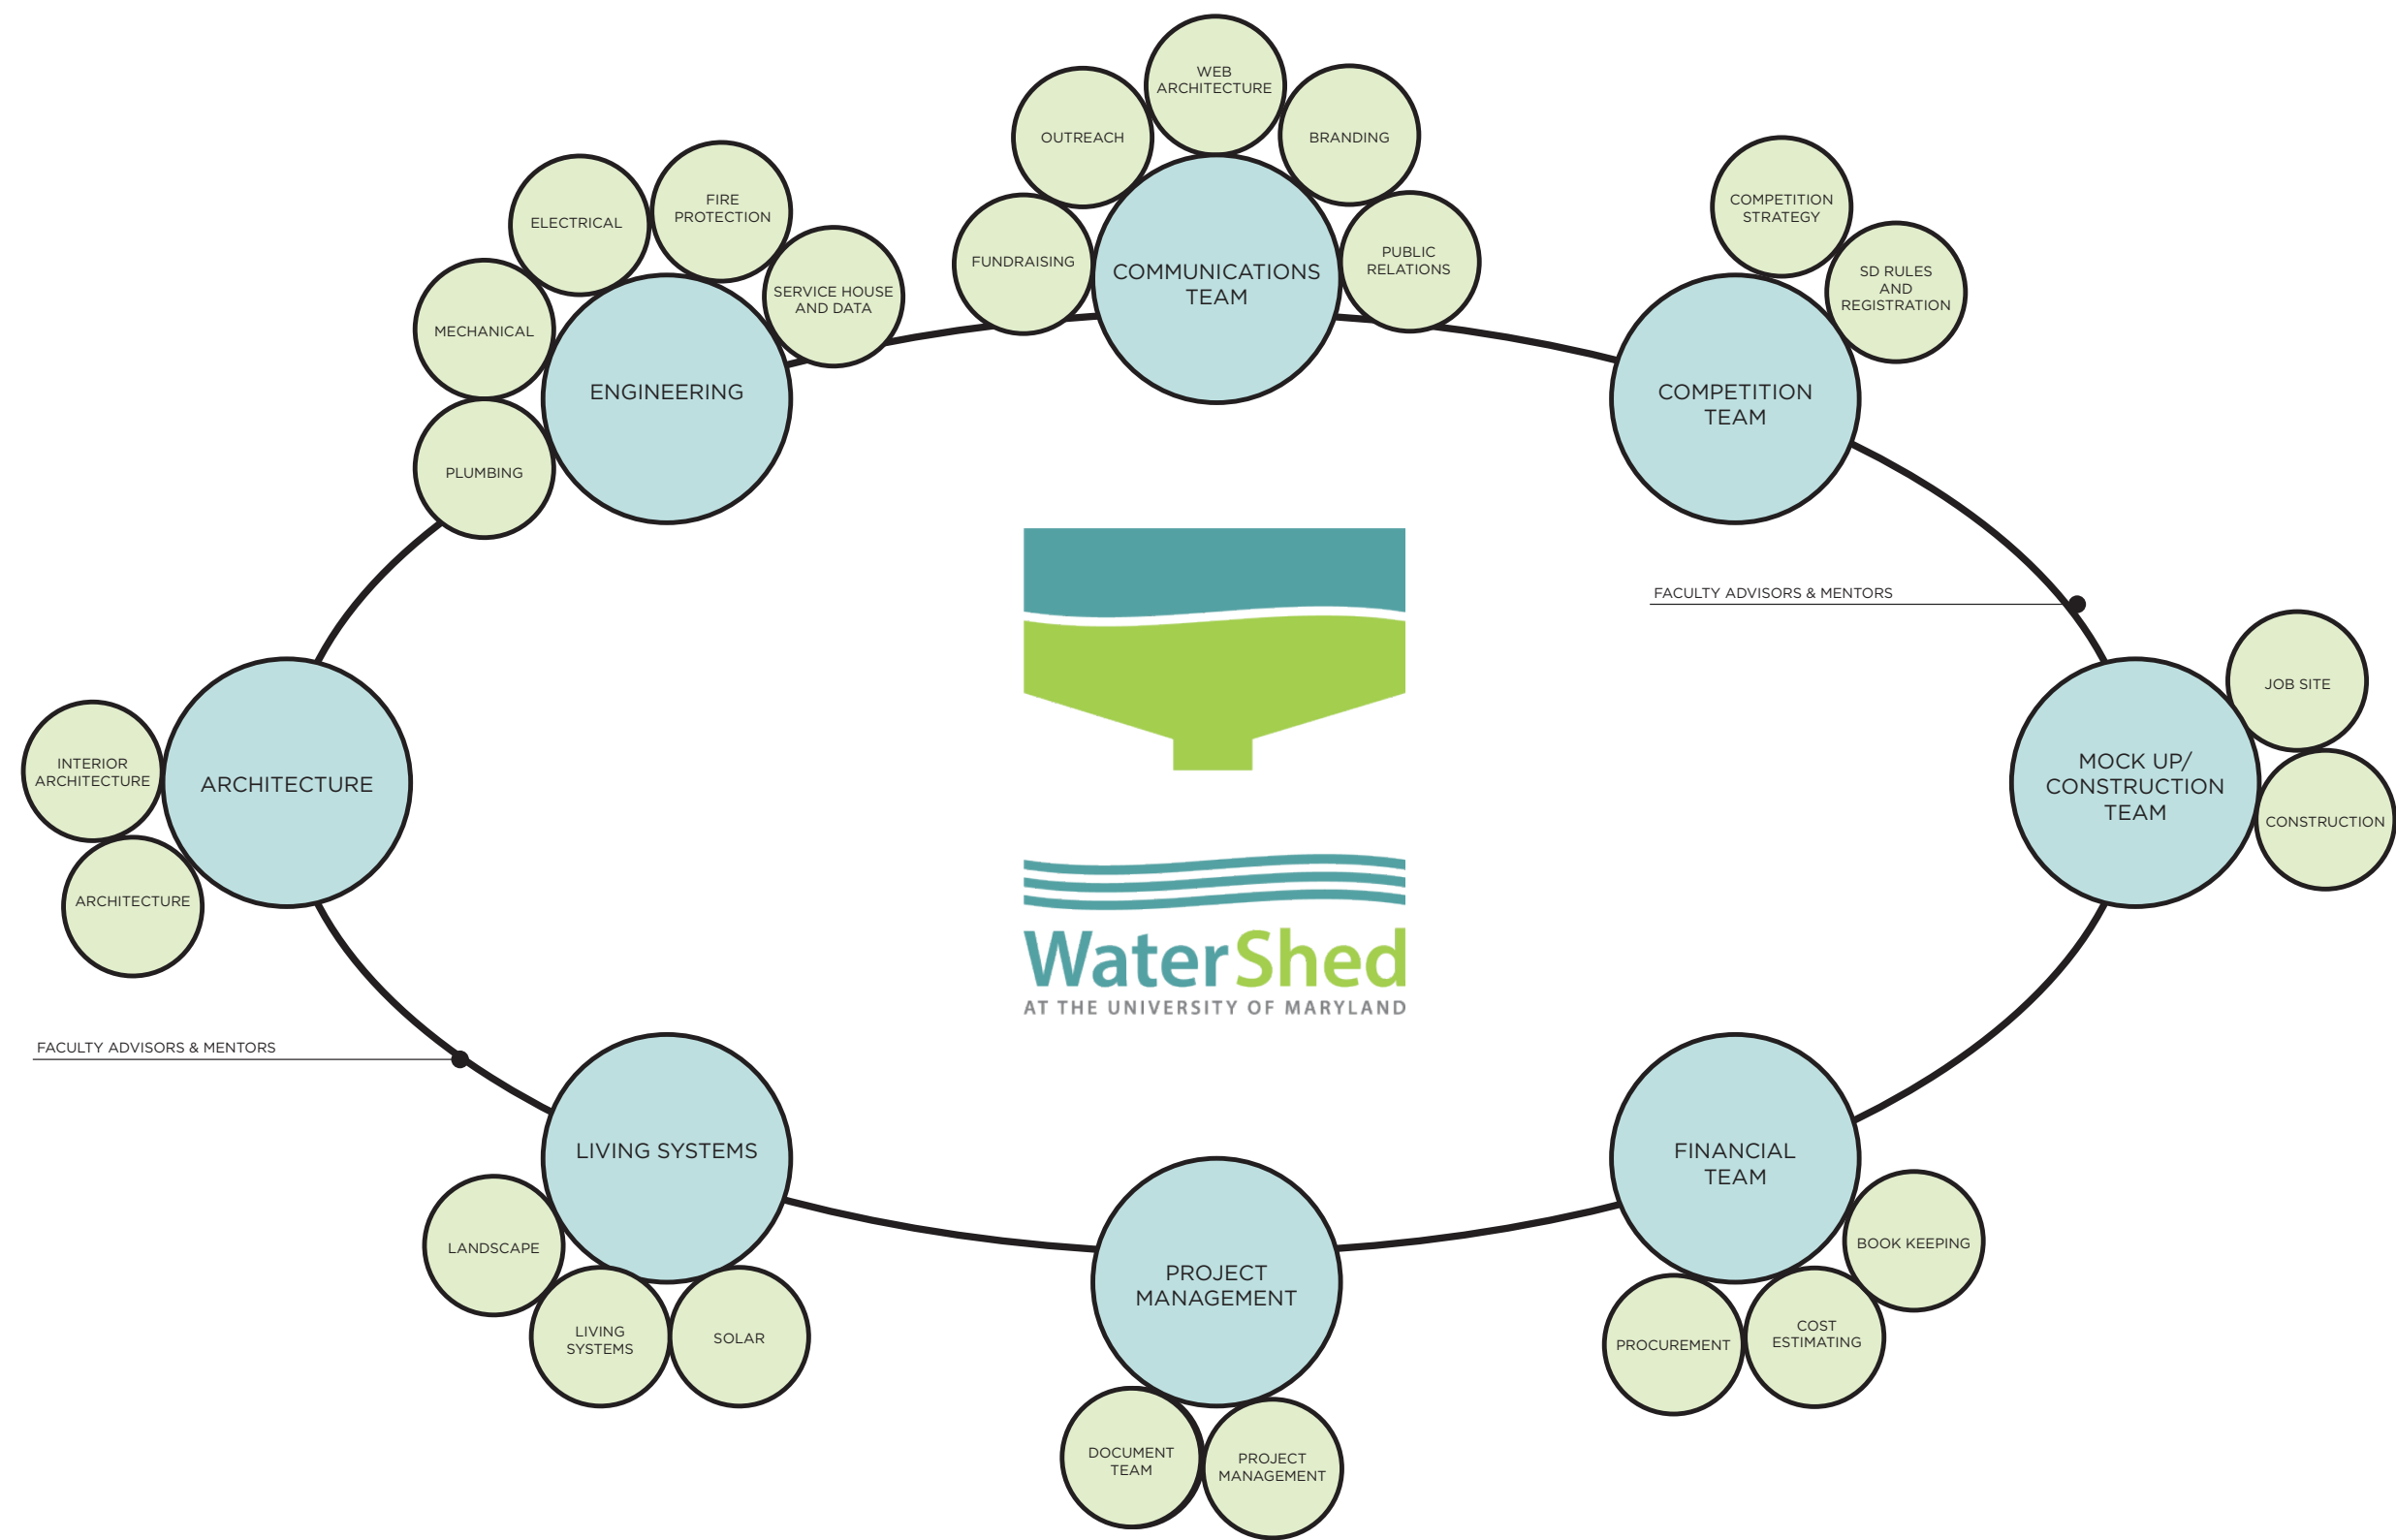 WEB
ARCHITECTURE
OUTREACH
BRANDING
FUNDRAISING
PUBLIC
RELATIONS
COMMUNICATIONS
TEAM
ELECTRICAL
FIRE
PROTECTION
SERVICE HOUSE
AND DATA
MECHANICAL
PLUMBING
ENGINEERING
COMPETITION
STRATEGY
SD RULES
AND
REGISTRATION
COMPETITION
TEAM
FACULTY ADVISORS & MENTORS
JOB SITE
CONSTRUCTION
MOCK UP/
CONSTRUCTION
TEAM
INTERIOR
ARCHITECTURE
ARCHITECTURE
ARCHITECTURE
WaterShed
AT THE UNIVERSITY OF MARYLAND
FACULTY ADVISORS & MENTORS
LIVING SYSTEMS
LANDSCAPE
LIVING
SYSTEMS
SOLAR
PROJECT
MANAGEMENT
DOCUMENT
TEAM
PROJECT
MANAGEMENT
FINANCIAL
TEAM
BOOK KEEPING
COST
ESTIMATING
PROCUREMENT